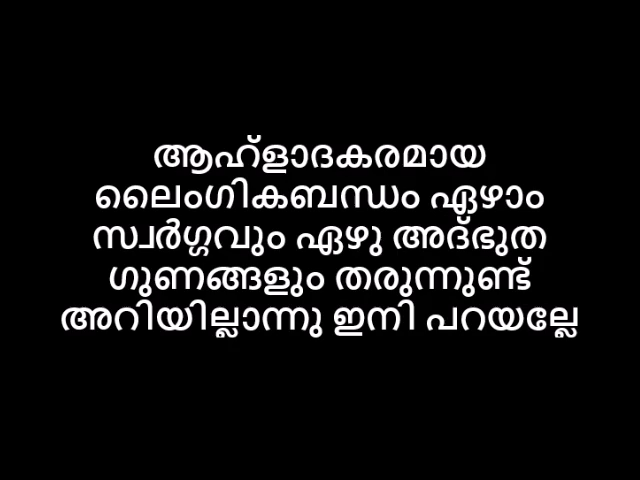 ആഹ്ളാദകരമായ
ലൈംഗികബന്ധം ഏഴാം
സ്വർഗ്ഗവും ഏഴു അദ്ഭുത
ഗുണങ്ങളും തരുന്നുണ്ട്
അറിയില്ലാന്നു ഇനി പറയല്ലേ